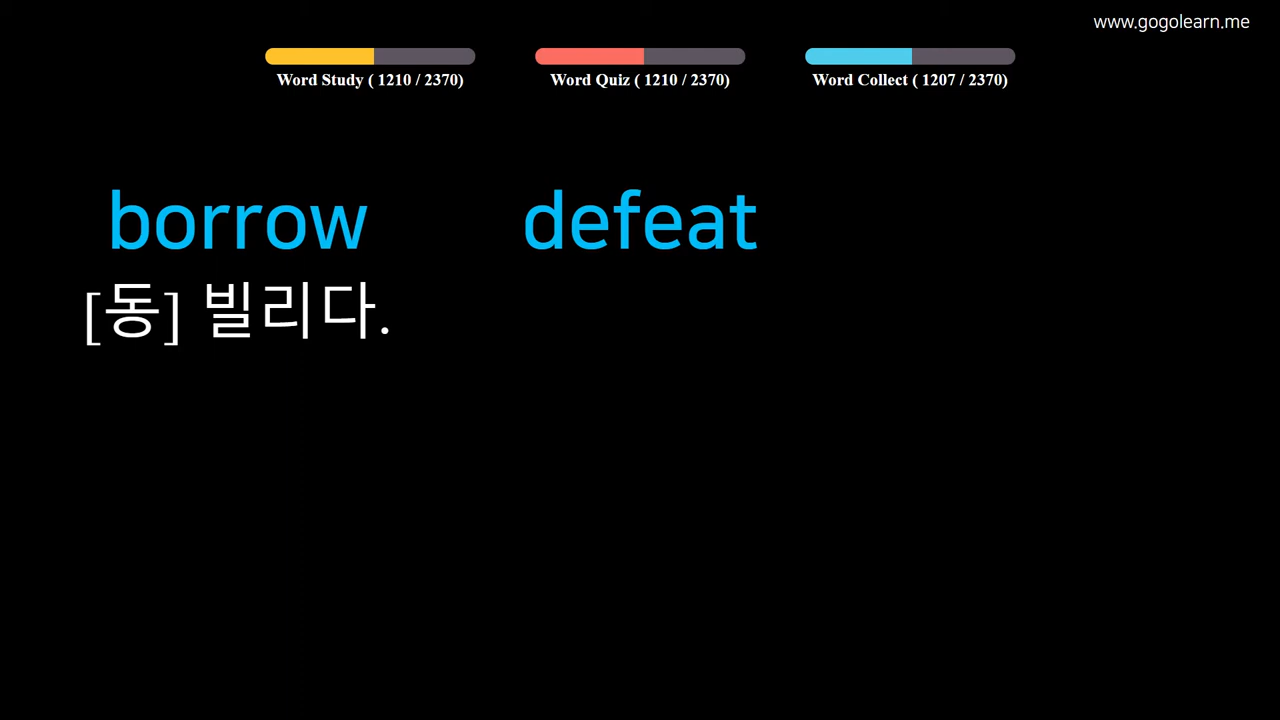 www.gogolearn.me
Word Study ( 1210 / 2370)
Word Quiz ( 1210 / 2370)
Word Collect ( 1207 / 2370)
borrow
[동] 빌리다.
defeat